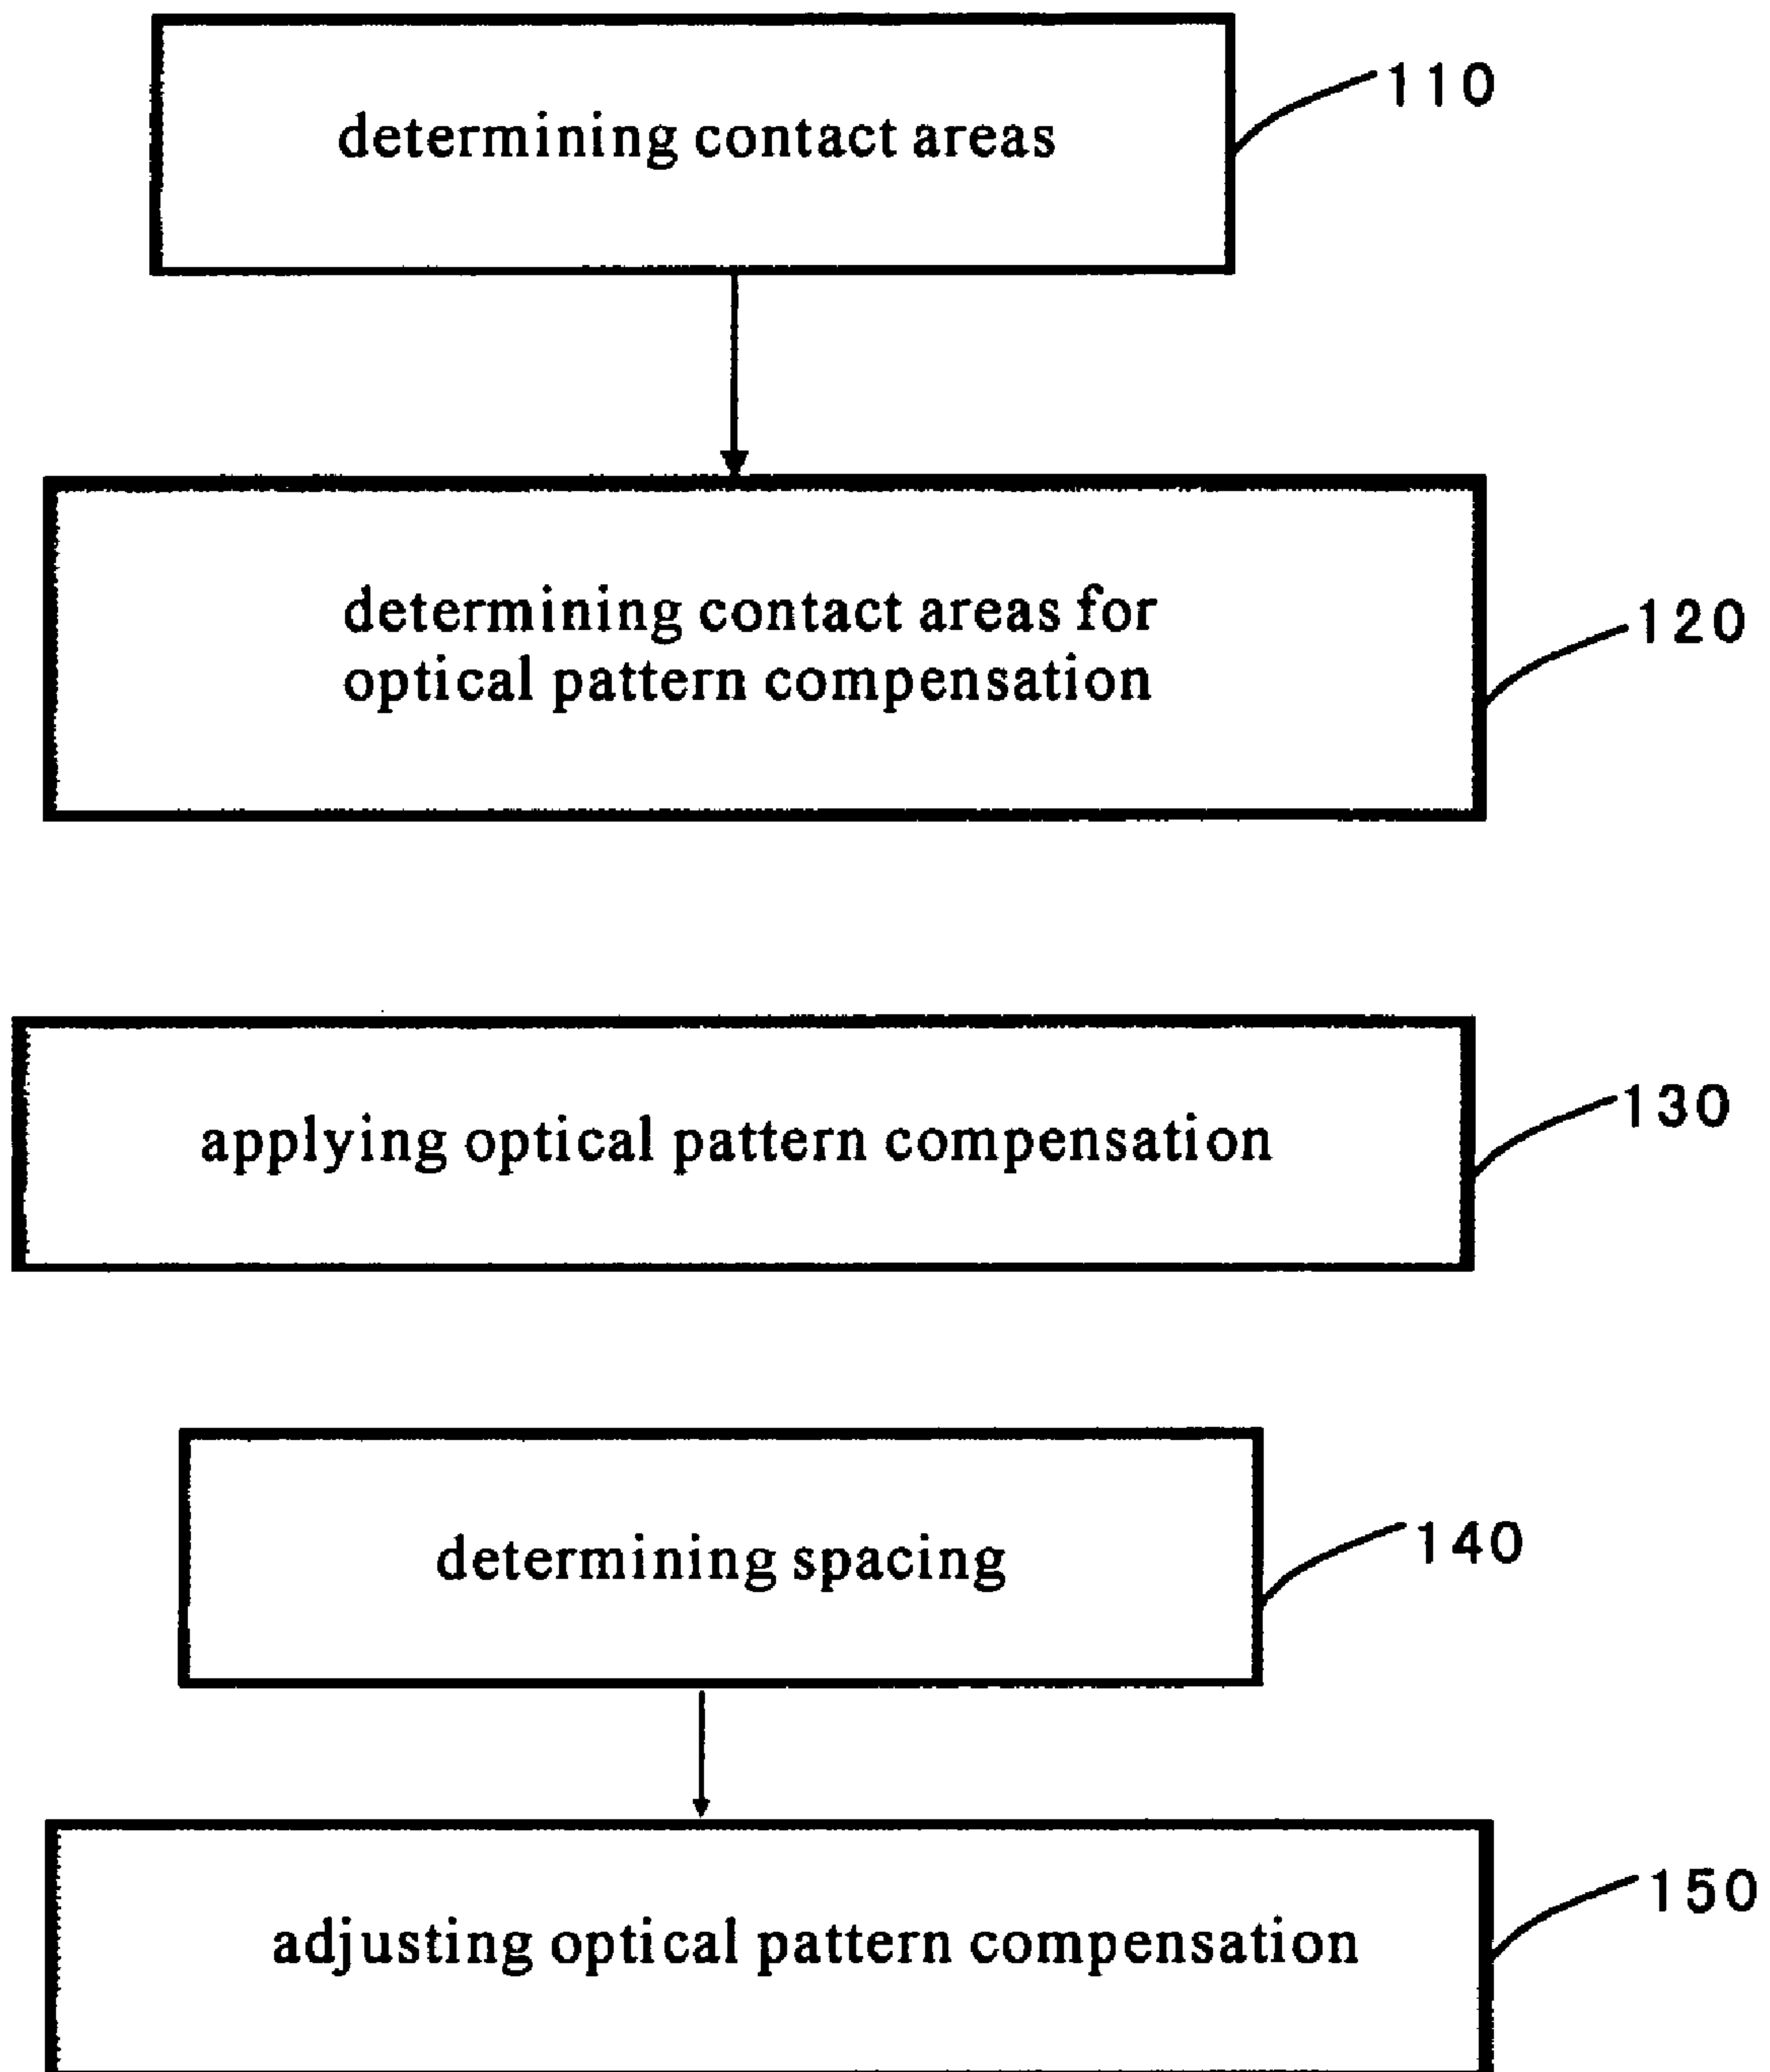 determining contact areas
110
determining contact areas for
optical pattern compensation
120
applying optical pattern compensation
130
determining spacing
140
adjusting optical pattern compensation
150